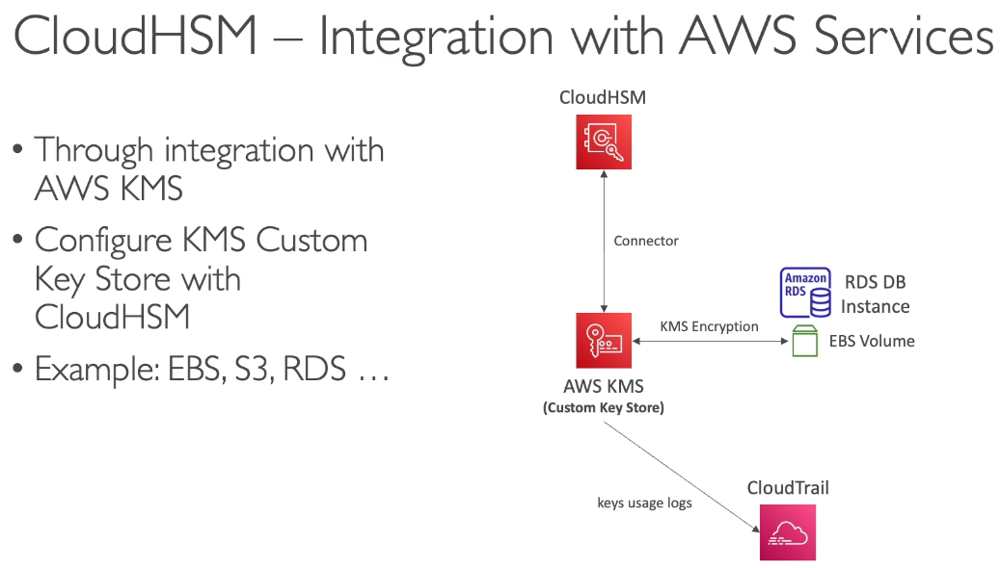 CloudHSM – Integration with AWS Services
• Through integration with
AWS KMS
• Configure KMS Custom
Key Store with
CloudHSM
• Example: EBS, S3, RDS …
CloudHSM
Connector
AWS KMS
(Custom Key Store)
KMS Encryption
Amazon
RDS
RDS DB
Instance
EBS Volume
keys usage logs
CloudTrail